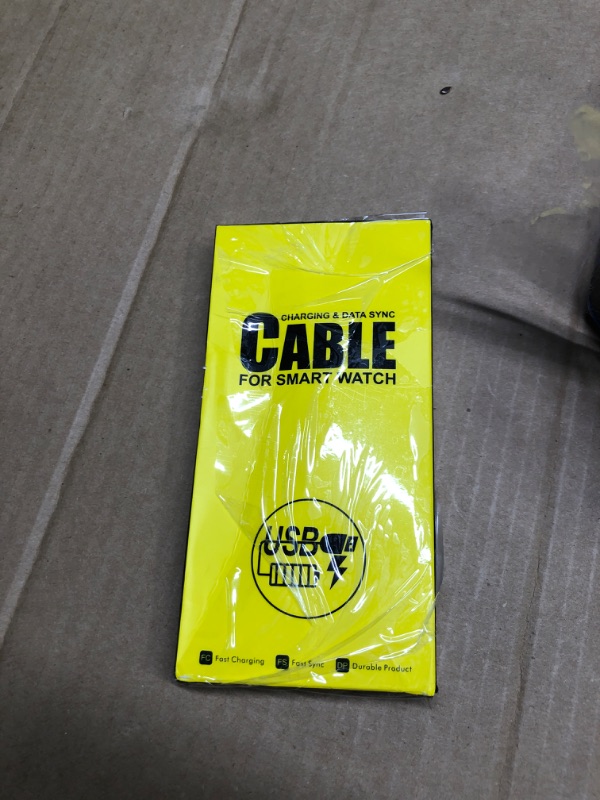 CHARGING & DATA SYNC
CABLE
FOR SMART WATCH
USB
FC Fast Charging FS Fast Sync DP Durable Product